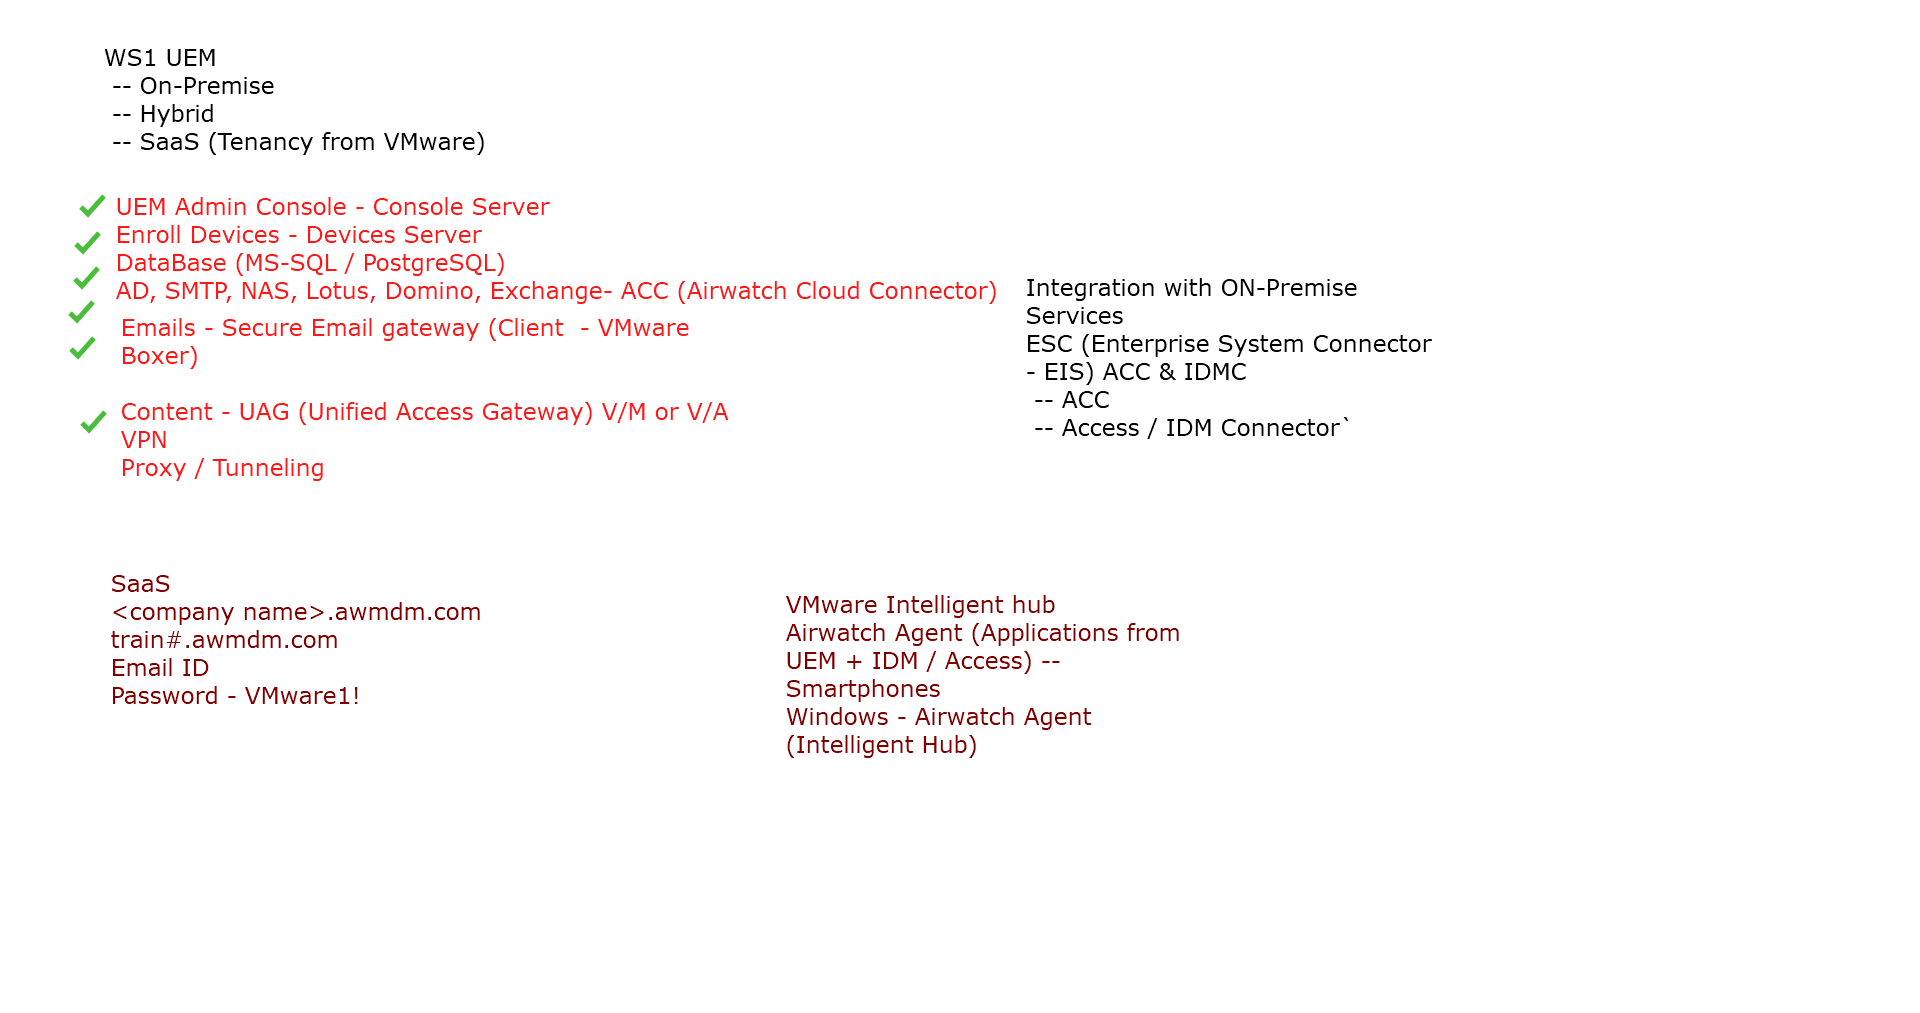 WS1 UEM
-- On-Premise
-- Hybrid
-- SaaS (Tenancy from VMware)
UEM Admin Console - Console Server
Enroll Devices - Devices Server
DataBase (MS-SQL / PostgreSQL)
AD, SMTP, NAS, Lotus, Domino, Exchange- ACC (Airwatch Cloud Connector)
Emails - Secure Email gateway (Client  - VMware
Boxer)
Content - UAG (Unified Access Gateway) V/M or V/A
VPN
Proxy / Tunneling
Integration with ON-Premise
Services
ESC (Enterprise System Connector
- EIS) ACC & IDMC
-- ACC
-- Access / IDM Connector`
SaaS
<company name>.awmdm.com
train#.awmdm.com
Email ID
Password - VMware1!
VMware Intelligent hub
Airwatch Agent (Applications from
UEM + IDM / Access) --
Smartphones
Windows - Airwatch Agent
(Intelligent Hub)